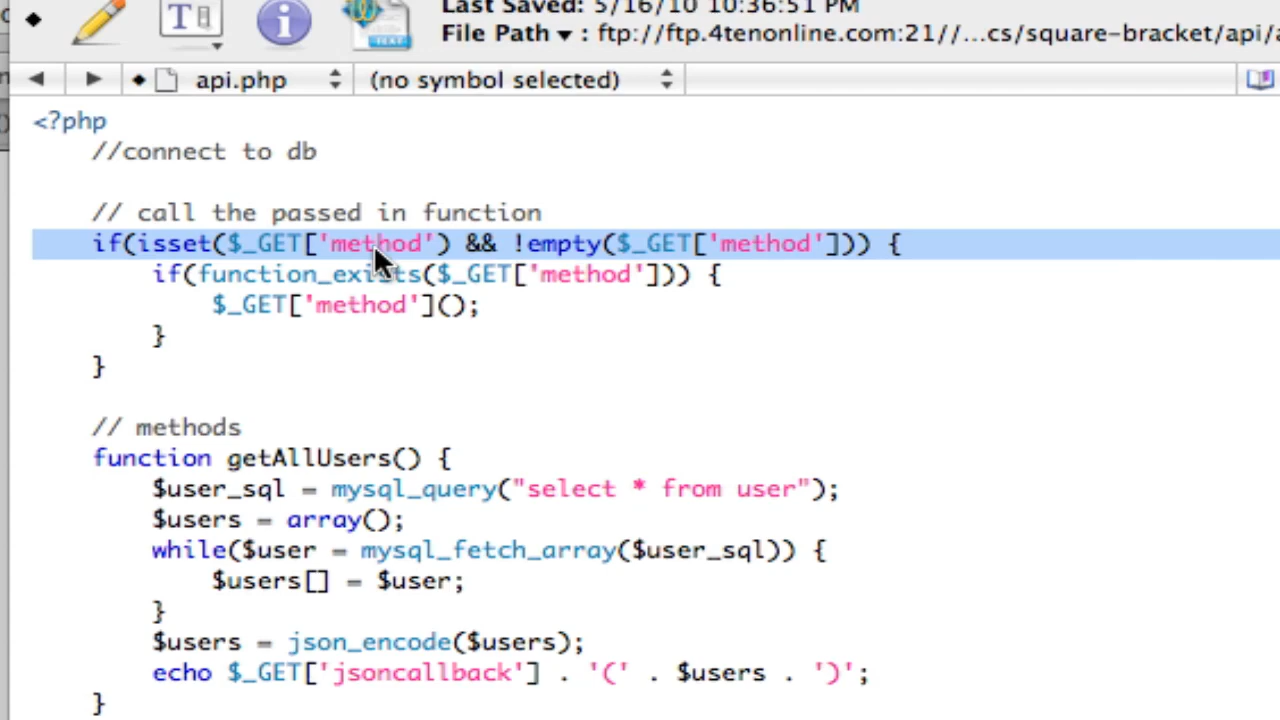 Last Saved: 5/16/10 10:36:51 PM
File Path ▾ : ftp://ftp.4tenonline.com:21//...cs/square-bracket/api/a
api.php (no symbol selected)
<?php
//connect to db
// call the passed in function
if(isset($_GET['method') && !empty($_GET['method'])) {
if(function_exists($_GET['method'])) {
$_GET['method']();
}
}
// methods
function getAllUsers() {
$user_sql = mysql_query("select * from user");
$users = array();
while($user = mysql_fetch_array($user_sql)) {
$users[] = $user;
}
$users = json_encode($users);
echo $_GET['jsoncallback'] . '(' . $users . ')';
}